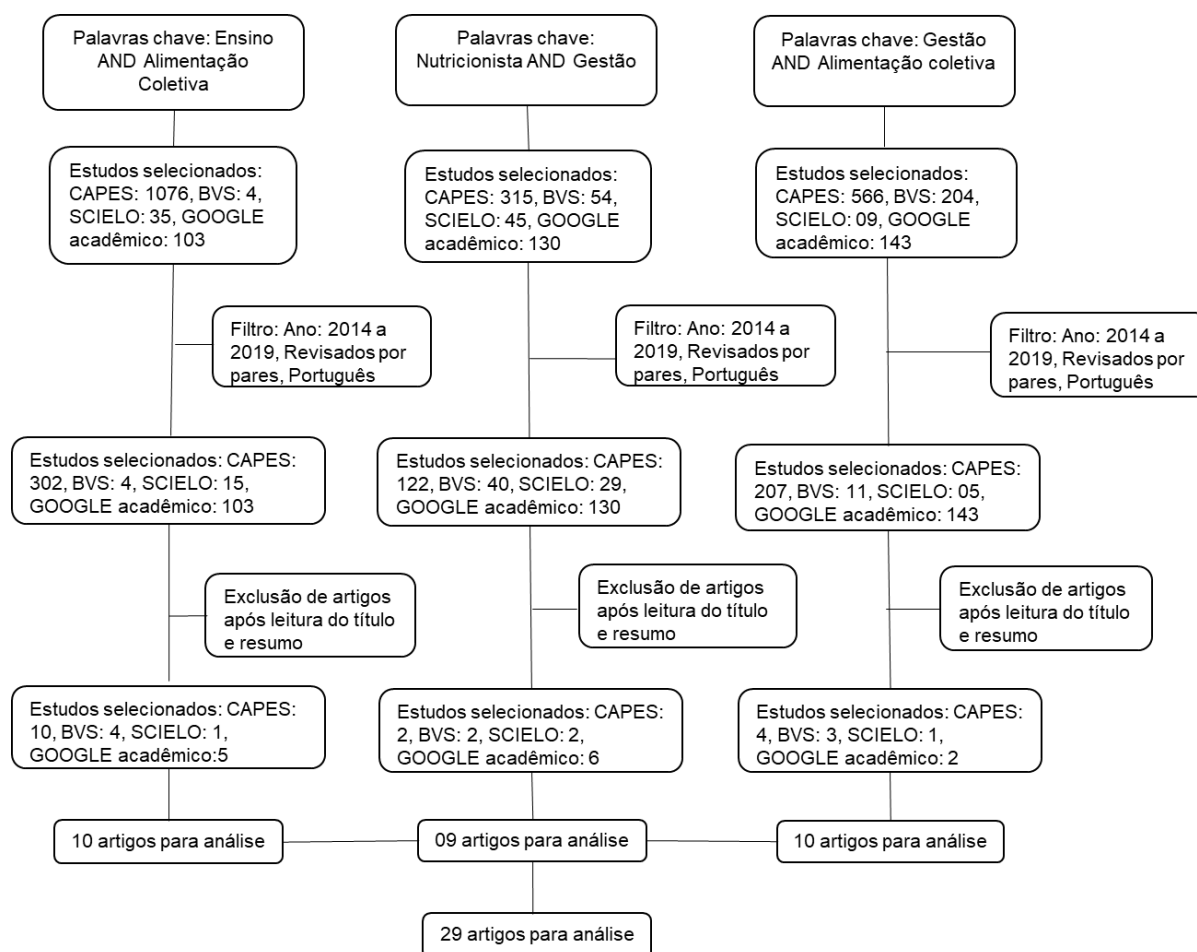 Palavras chave: Ensino
AND Alimentação
Coletiva
Palavras chave:
Nutricionista AND Gestão
Palavras chave: Gestão
AND Alimentação coletiva
Estudos selecionados:
CAPES: 1076, BVS: 4,
SCIELO: 35, GOOGLE
acadêmico: 103
Estudos selecionados:
CAPES: 315, BVS: 54,
SCIELO: 45, GOOGLE
acadêmico: 130
Estudos selecionados:
CAPES: 566, BVS: 204,
SCIELO: 09, GOOGLE
acadêmico: 143
Filtro: Ano: 2014 a
2019, Revisados por
pares, Português
Filtro: Ano: 2014 a
2019, Revisados por
pares, Português
Filtro: Ano: 2014 a
2019, Revisados por
pares, Português
Estudos selecionados: CAPES:
302, BVS: 4, SCIELO: 15,
GOOGLE acadêmico: 103
Estudos selecionados: CAPES:
122, BVS: 40, SCIELO: 29,
GOOGLE acadêmico: 130
Estudos selecionados: CAPES:
207, BVS: 11, SCIELO: 05,
GOOGLE acadêmico: 143
Exclusão de artigos
após leitura do título
e resumo
Exclusão de artigos
após leitura do título
e resumo
Exclusão de artigos
após leitura do título
e resumo
Estudos selecionados: CAPES:
10, BVS: 4, SCIELO: 1,
GOOGLE acadêmico:5
Estudos selecionados: CAPES:
2, BVS: 2, SCIELO: 2,
GOOGLE acadêmico: 6
Estudos selecionados: CAPES:
4, BVS: 3, SCIELO: 1,
GOOGLE acadêmico: 2
10 artigos para análise
09 artigos para análise
10 artigos para análise
29 artigos para análise